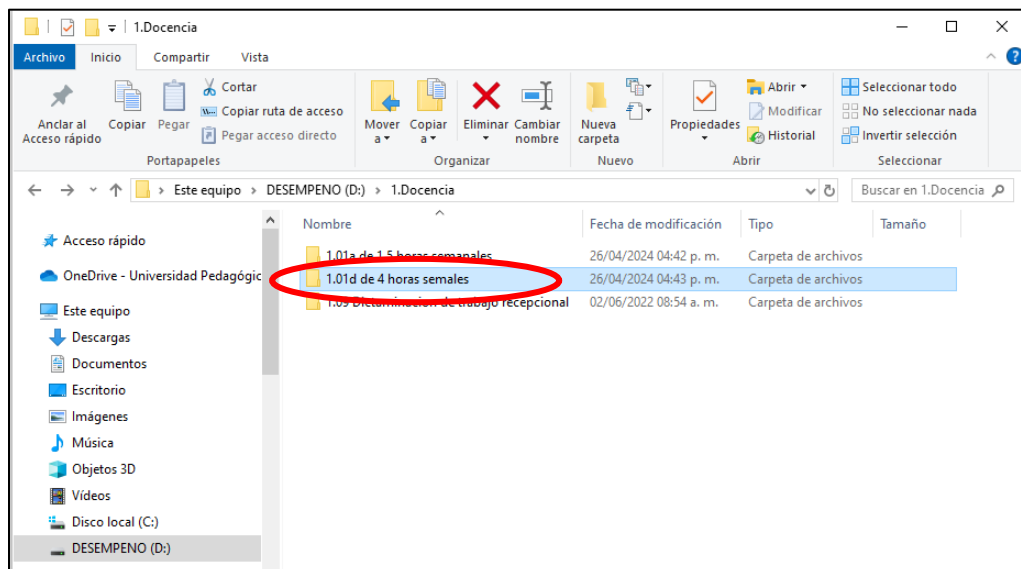 1.Docencia
Archivo Inicio Compartir Vista
Anclar al Acceso rápido
Copiar
Pegar
Cortar
Copiar ruta de acceso
Pegar acceso directo
Portapapeles
Mover a
Copiar a
Eliminar
Cambiar nombre
Organizar
Nueva carpeta
Nuevo
Propiedades
Abrir
Modificar
Historial
Abrir
Seleccionar todo
No seleccionar nada
Invertir selección
Seleccionar
Este equipo > DESEMPENO (D:) > 1.Docencia
Buscar en 1.Docencia
Nombre Fecha de modificación Tipo Tamaño
1.01a de 1.5 horas semanales 26/04/2024 04:42 p. m. Carpeta de archivos
1.01d de 4 horas semales 26/04/2024 04:43 p. m. Carpeta de archivos
1.09 Dictaminación de trabajo recepcional 02/06/2022 08:54 a. m. Carpeta de archivos
Acceso rápido
OneDrive - Universidad Pedagógic
Este equipo
Descargas
Documentos
Escritorio
Imágenes
Música
Objetos 3D
Vídeos
Disco local (C:)
DESEMPENO (D:)